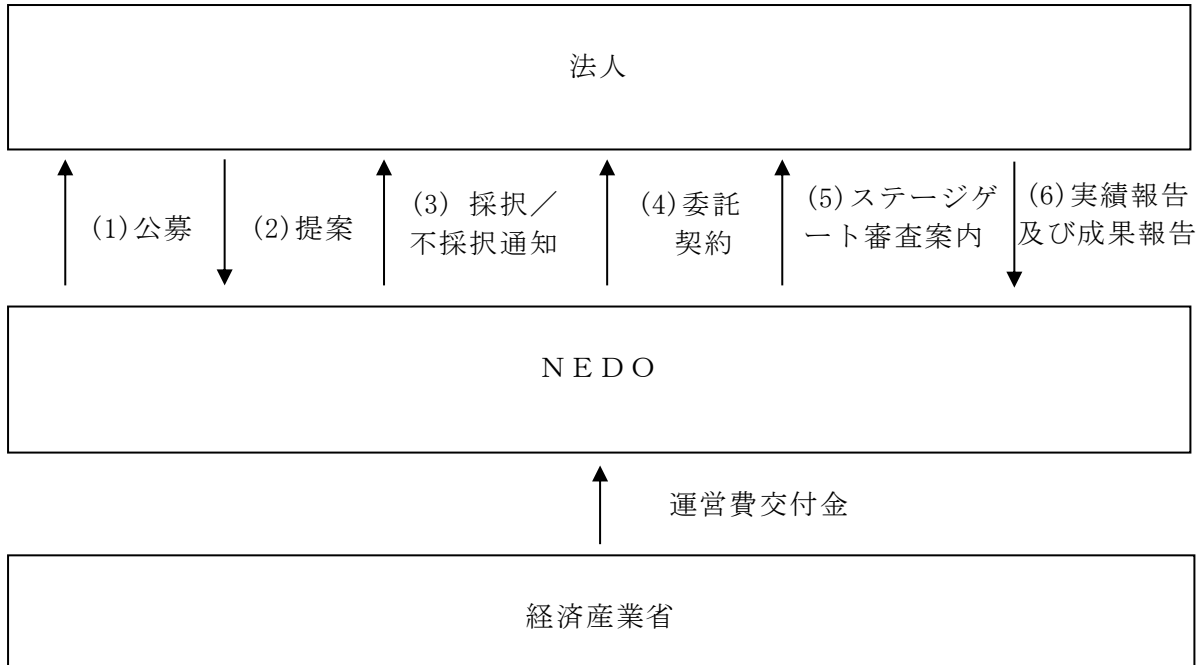 法人
(1)公募
(2)提案
(3) 採択／
不採択通知
(4)委託
契約
(5)ステージゲ
ート審査案内
(6)実績報告
及び成果報告
ＮＥＤＯ
運営費交付金
経済産業省